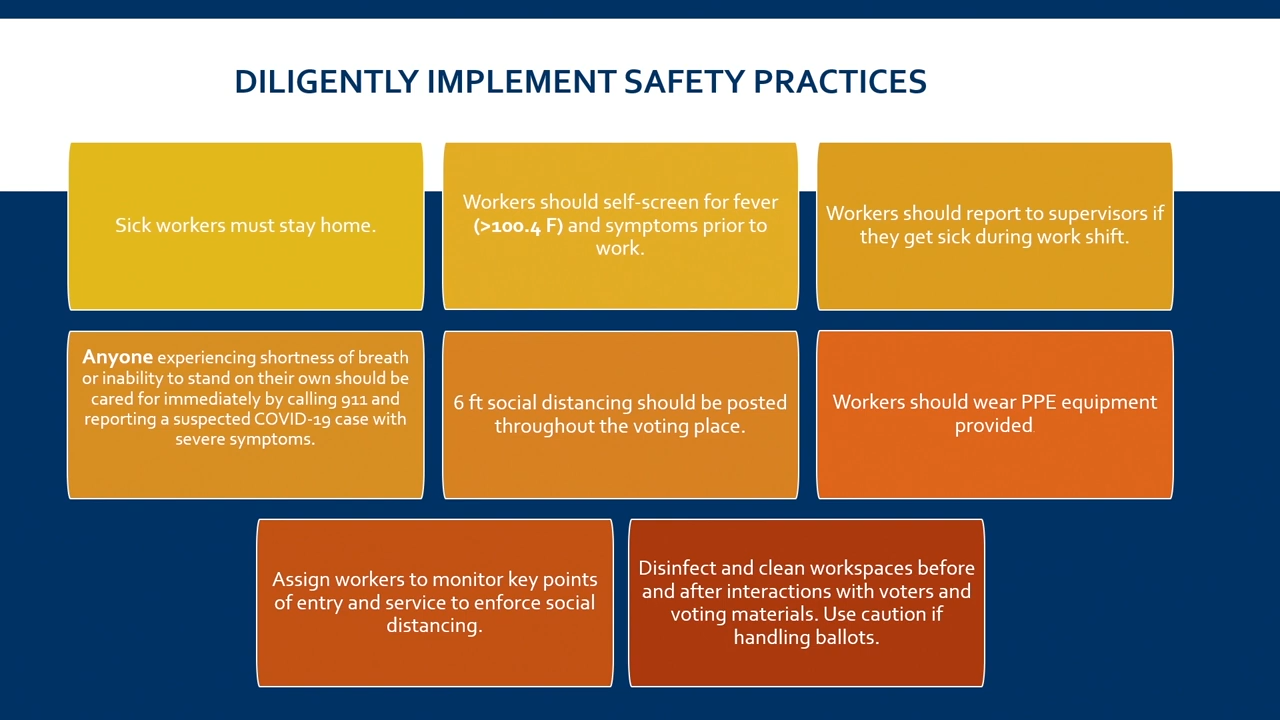 DILIGENTLY IMPLEMENT SAFETY PRACTICES
Sick workers must stay home.
Workers should self-screen for fever
(>100.4 F) and symptoms prior to
work.
Workers should report to supervisors if
they get sick during work shift.
Anyone experiencing shortness of breath
or inability to stand on their own should be
cared for immediately by calling 911 and
reporting a suspected COVID-19 case with
severe symptoms.
6 ft social distancing should be posted
throughout the voting place.
Workers should wear PPE equipment
provided
Assign workers to monitor key points
of entry and service to enforce social
distancing.
Disinfect and clean workspaces before
and after interactions with voters and
voting materials. Use caution if
handling ballots.